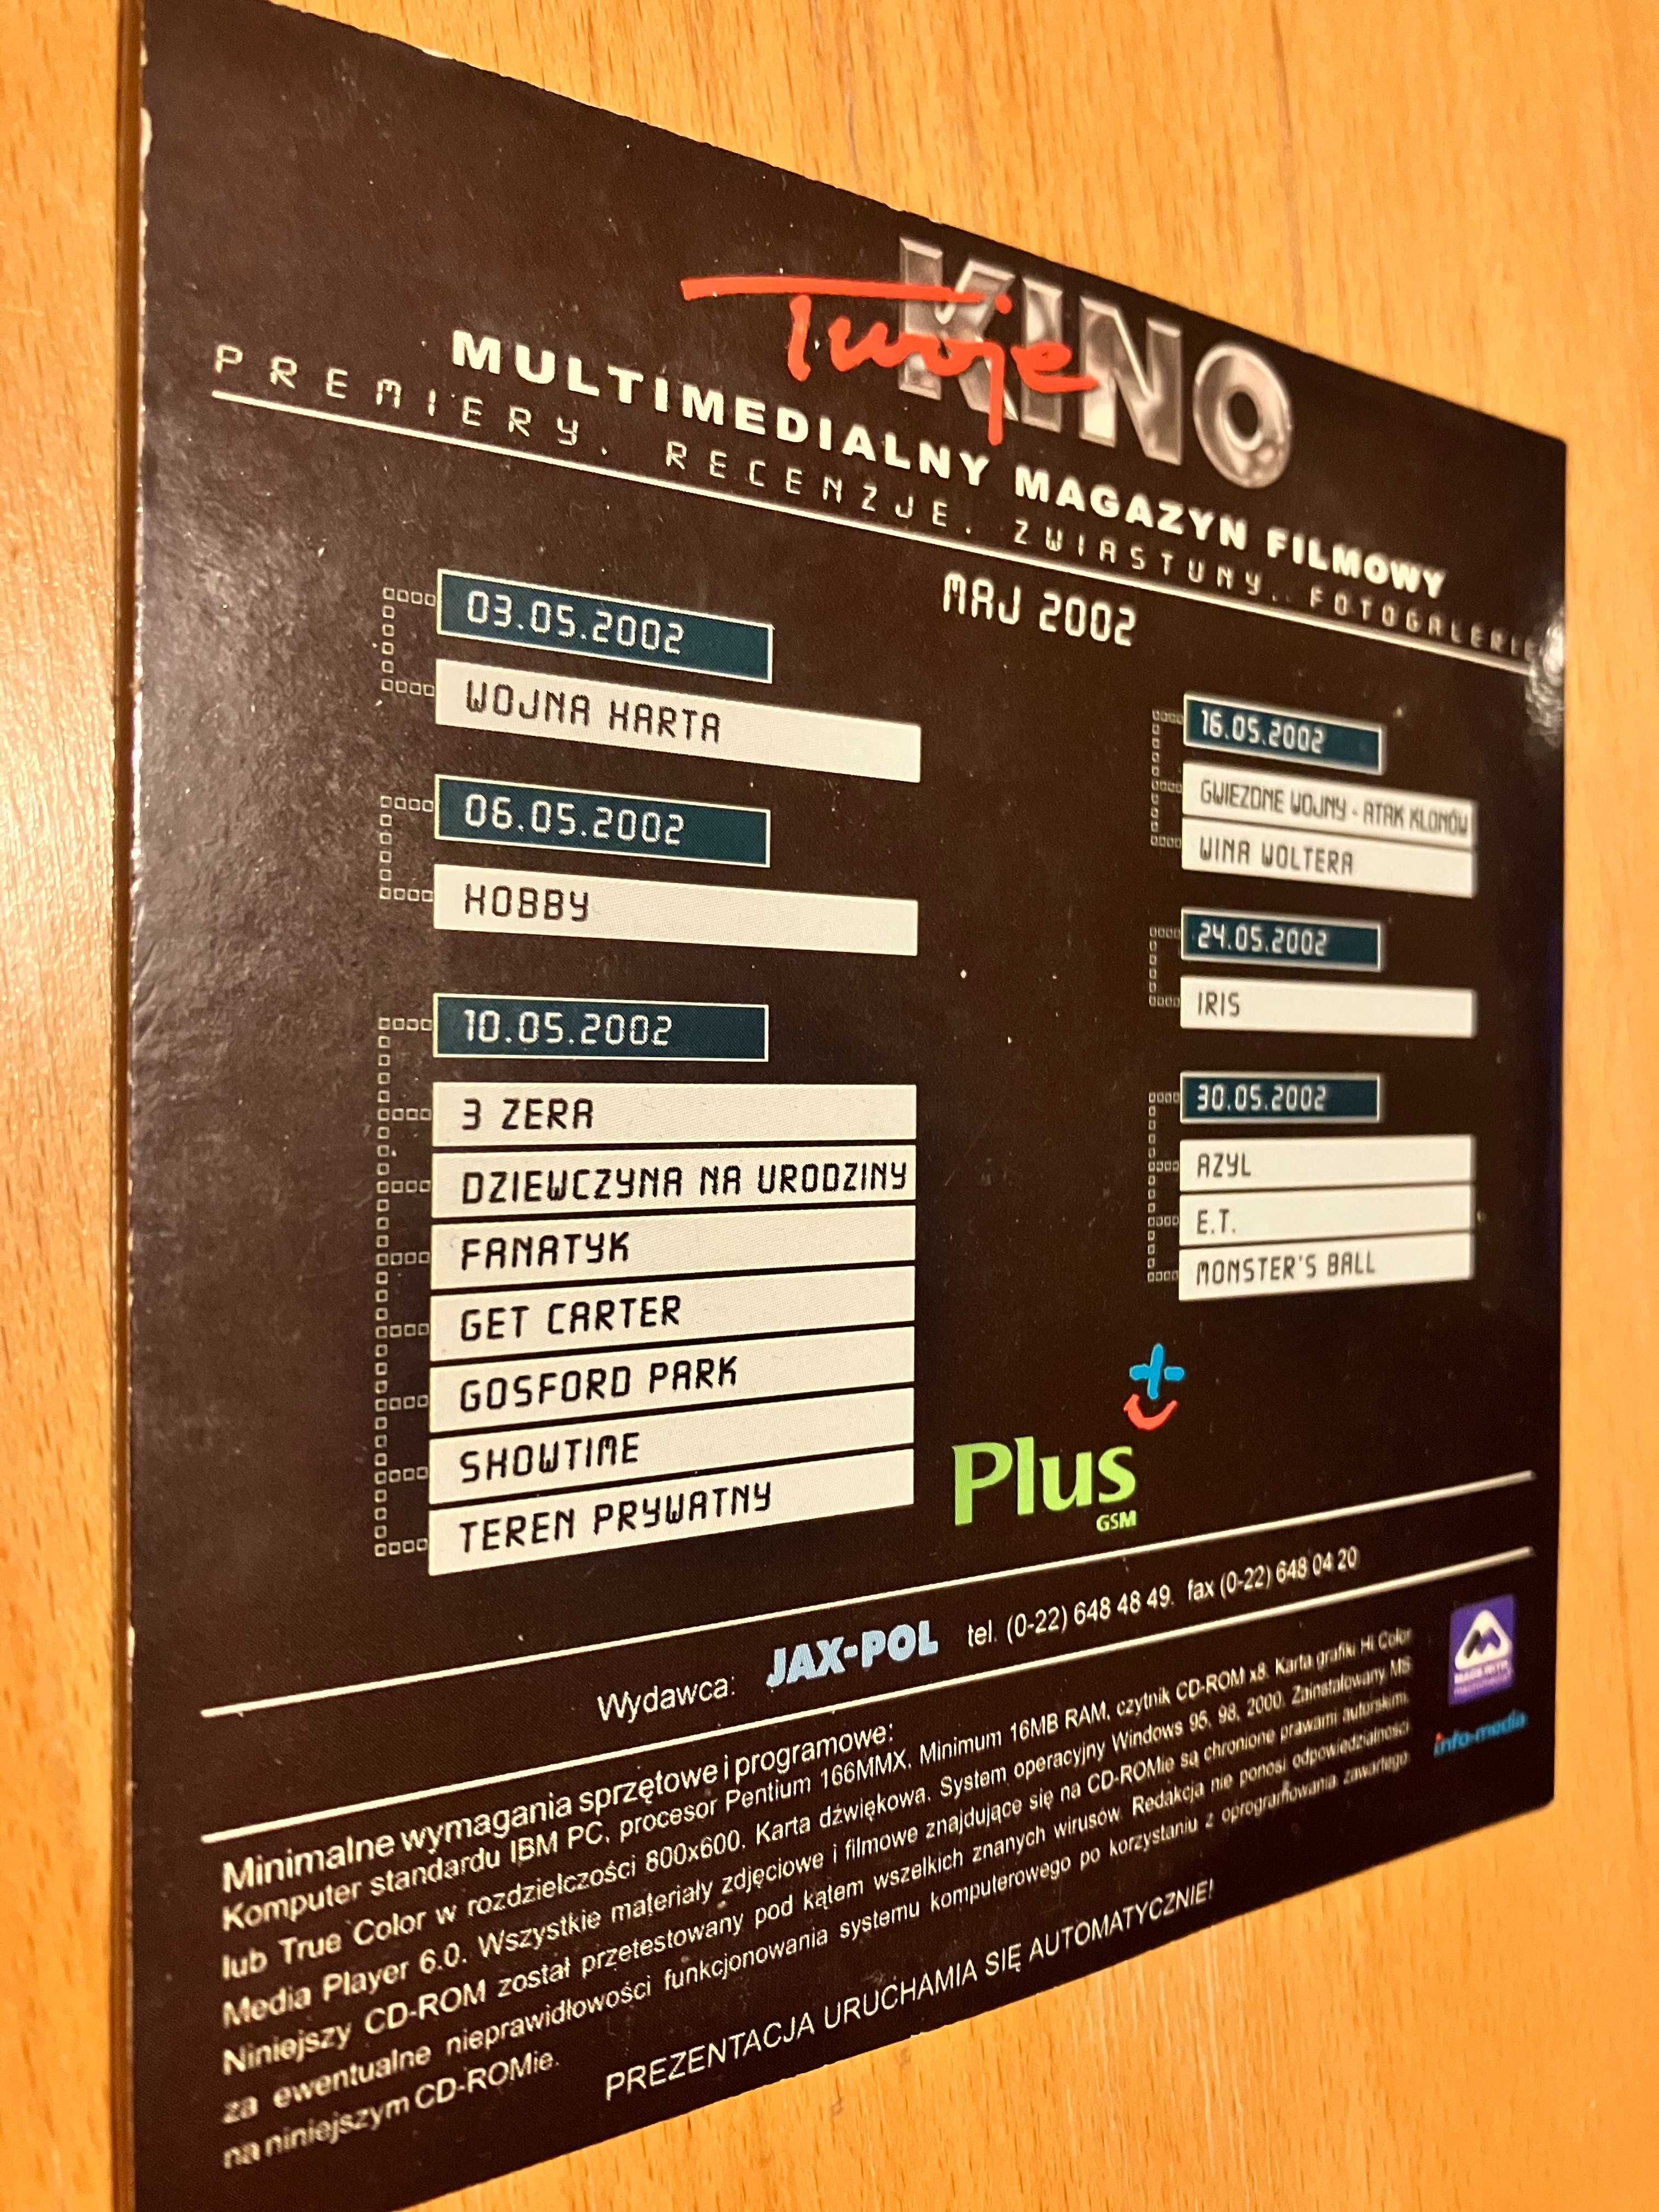 Twoje KINO
MULTIMEDIALNY MAGAZYN FILMOWY
PREMIERY, RECENZJE, ZWIASTUNY.. FOTOGALERIE
MAJ 2002
03.05.2002
WOJNA HARTA
06.05.2002
HOBBY
10.05.2002
3 ZERA
DZIEWCZYNA NA URODZINY
FANATYK
GET CARTER
GOSFORD PARK
SHOWTIME
TEREN PRYWATNY
16.05.2002
GWIEZDNE WOJNY - ATAK KLONÓW
WINA WOLTERA
24.05.2002
IRIS
30.05.2002
AZYL
E.T.
MONSTER'S BALL
Plus
GSM
Wydawca: JAX-POL tel. (0-22) 648 48 49. fax (0-22) 648 04 20
Minimalne wymagania sprzętowe i programowe:
Komputer standardu IBM PC, procesor Pentium 166MMX, Minimum 16MB RAM, czytnik CD-ROM x8. Karta grafiki Hi Color
lub True Color w rozdzielczości 800x600. Karta dźwiękowa. System operacyjny Windows 95, 98, 2000. Zainstalowany MS
Media Player 6.0. Wszystkie materiały zdjęciowe i filmowe znajdujące się na CD-ROMie są chronione prawami autorskimi.
Niniejszy CD-ROM został przetestowany pod kątem wszelkich znanych wirusów. Redakcja nie ponosi odpowiedzialności
za ewentualne nieprawidłowości funkcjonowania systemu komputerowego po korzystaniu z oprogramowania zawartego
na niniejszym CD-ROMie.
PREZENTACJA URUCHAMIA SIĘ AUTOMATYCZNIE!
MADE WITH
info-media